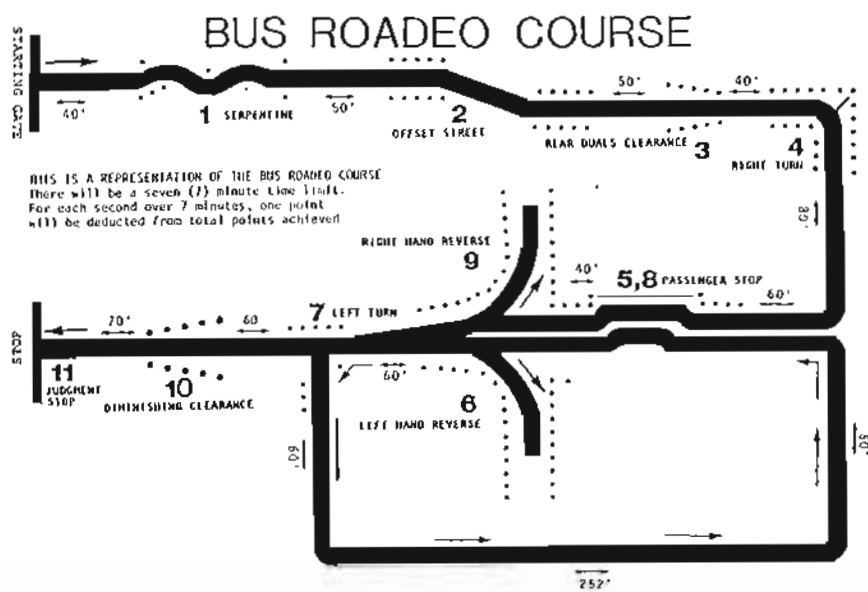 BUS ROADEO COURSE
STARTING GATE
40'
1 SERPENTINE
50'
2
OFFSET STREET
50'
40'
REAR DUALS CLEARANCE 3
4
RIGHT TURN
THIS IS A REPRESENTATION OF THE BUS ROADEO COURSE
There will be a seven (7) minute time limit.
For each second over 7 minutes, one point
will be deducted from total points achieved
80'
RIGHT HAND REVERSE
9
40'
5,8 PASSENGER STOP
60'
7 LEFT TURN
STOP
70'
60
11
JUDGMENT
STOP
10
DIMINISHING CLEARANCE
60'
6
LEFT HAND REVERSE
60'
252'